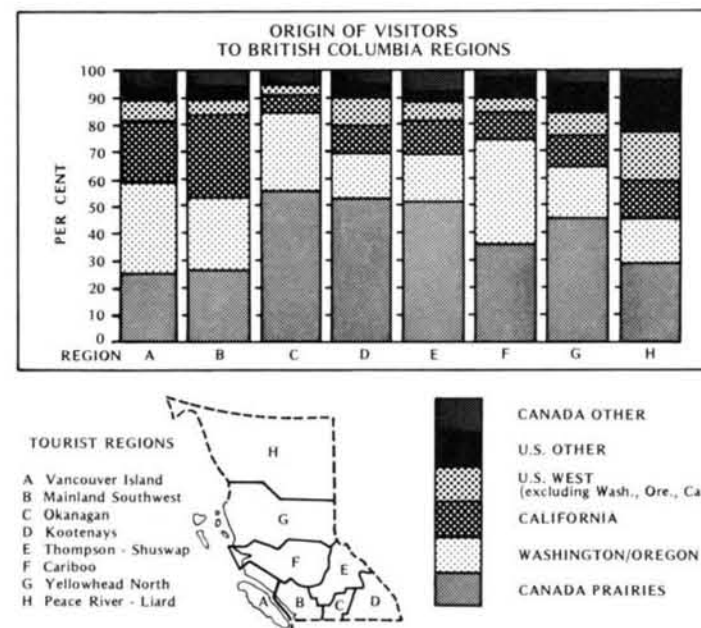 ORIGIN OF VISITORS
TO BRITISH COLUMBIA REGIONS
PER CENT
100
90
80
70
60
50
40
30
20
10
0
REGION A B C D E F G H
TOURIST REGIONS
A Vancouver Island
B Mainland Southwest
C Okanagan
D Kootenays
E Thompson - Shuswap
F Cariboo
G Yellowhead North
H Peace River - Liard
H
G
F
E
A
B
C
D
CANADA OTHER
U.S. OTHER
U.S. WEST
(excluding Wash., Ore., Ca
CALIFORNIA
WASHINGTON/OREGON
CANADA PRAIRIES